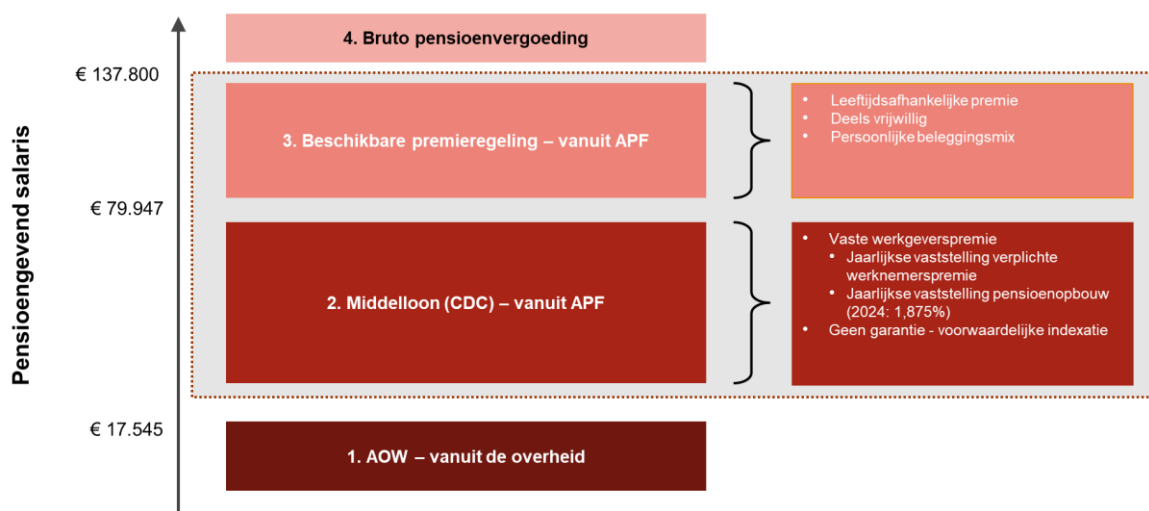 4. Bruto pensioenvergoeding
€ 137.800
3. Beschikbare premieregeling – vanuit APF
• Leeftijdsafhankelijke premie
• Deels vrijwillig
• Persoonlijke beleggingsmix
€ 79.947
Pensioengevend salaris
2. Middelloon (CDC) – vanuit APF
• Vaste werkgeverspremie
• Jaarlijkse vaststelling verplichte
werknemerspremie
• Jaarlijkse vaststelling pensioenopbouw
(2024: 1,875%)
• Geen garantie - voorwaardelijke indexatie
€ 17.545
1. AOW – vanuit de overheid